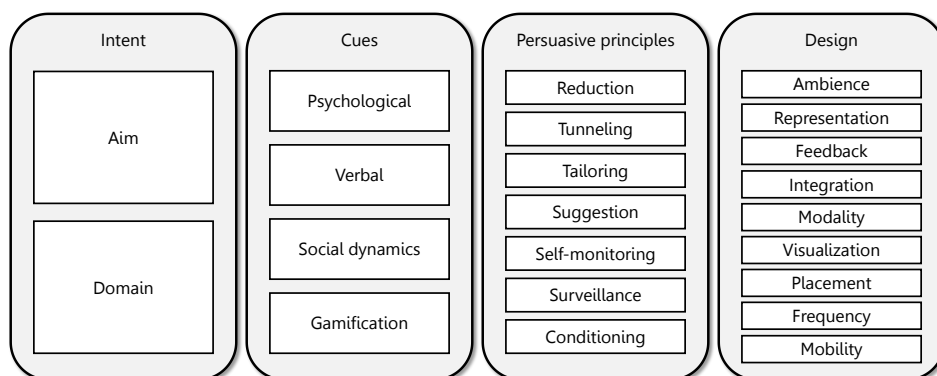 Intent
Aim
Domain
Cues
Psychological
Verbal
Social dynamics
Gamification
Persuasive principles
Reduction
Tunneling
Tailoring
Suggestion
Self-monitoring
Surveillance
Conditioning
Design
Ambience
Representation
Feedback
Integration
Modality
Visualization
Placement
Frequency
Mobility